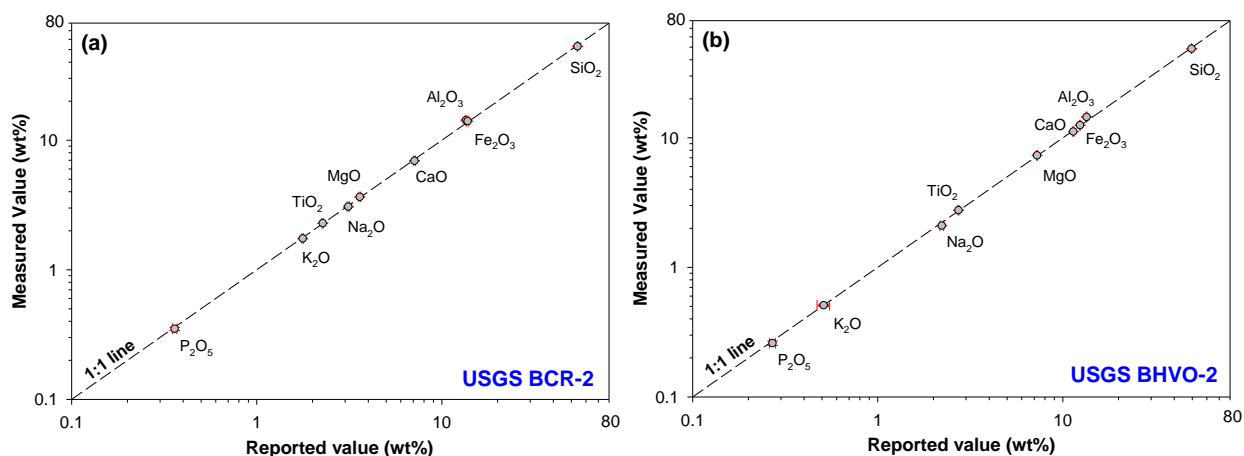 (a)
80
10
1
0.1
Measured Value (wt%)
SiO₂
Al₂O₃
Fe₂O₃
MgO
CaO
TiO₂
Na₂O
K₂O
P₂O₅
1:1 line
USGS BCR-2
0.1 1 10 80
Reported value (wt%)
(b)
80
10
1
0.1
Measured Value (wt%)
SiO₂
Al₂O₃
CaO
Fe₂O₃
MgO
TiO₂
Na₂O
K₂O
P₂O₅
1:1 line
USGS BHVO-2
0.1 1 10 80
Reported value (wt%)